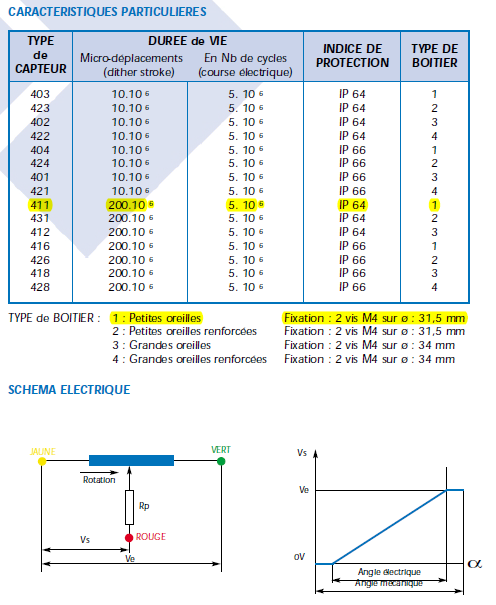 CARACTERISTIQUES PARTICULIERES
TYPE de CAPTEUR DUREE de VIE INDICE DE PROTECTION TYPE DE BOITIER
Micro-déplacements (dither stroke) En Nb de cycles (course électrique)
403 10.10 6 5. 10 6 IP 64 1
423 10.10 6 5. 10 6 IP 64 2
402 10.10 6 5. 10 6 IP 64 3
422 10.10 6 5. 10 6 IP 64 4
404 10.10 6 5. 10 6 IP 66 1
424 10.10 6 5. 10 6 IP 66 2
401 10.10 6 5. 10 6 IP 66 3
421 10.10 6 5. 10 6 IP 66 4
411 200.10 6 5. 10 6 IP 64 1
431 200.10 6 5. 10 6 IP 64 2
412 200.10 6 5. 10 6 IP 64 3
416 200.10 6 5. 10 6 IP 66 1
426 200.10 6 5. 10 6 IP 66 2
418 200.10 6 5. 10 6 IP 66 3
428 200.10 6 5. 10 6 IP 66 4
TYPE de BOITIER : 1 : Petites oreilles Fixation : 2 vis M4 sur ø : 31,5 mm
2 : Petites oreilles renforcées Fixation : 2 vis M4 sur ø : 31,5 mm
3 : Grandes oreilles Fixation : 2 vis M4 sur ø : 34 mm
4 : Grandes oreilles renforcées Fixation : 2 vis M4 sur ø : 34 mm
SCHEMA ELECTRIQUE
JAUNE
VERT
Rotation
Rp
ROUGE
Vs
Ve
Vs
Ve
0V
α
Angle électrique
Angle mécanique